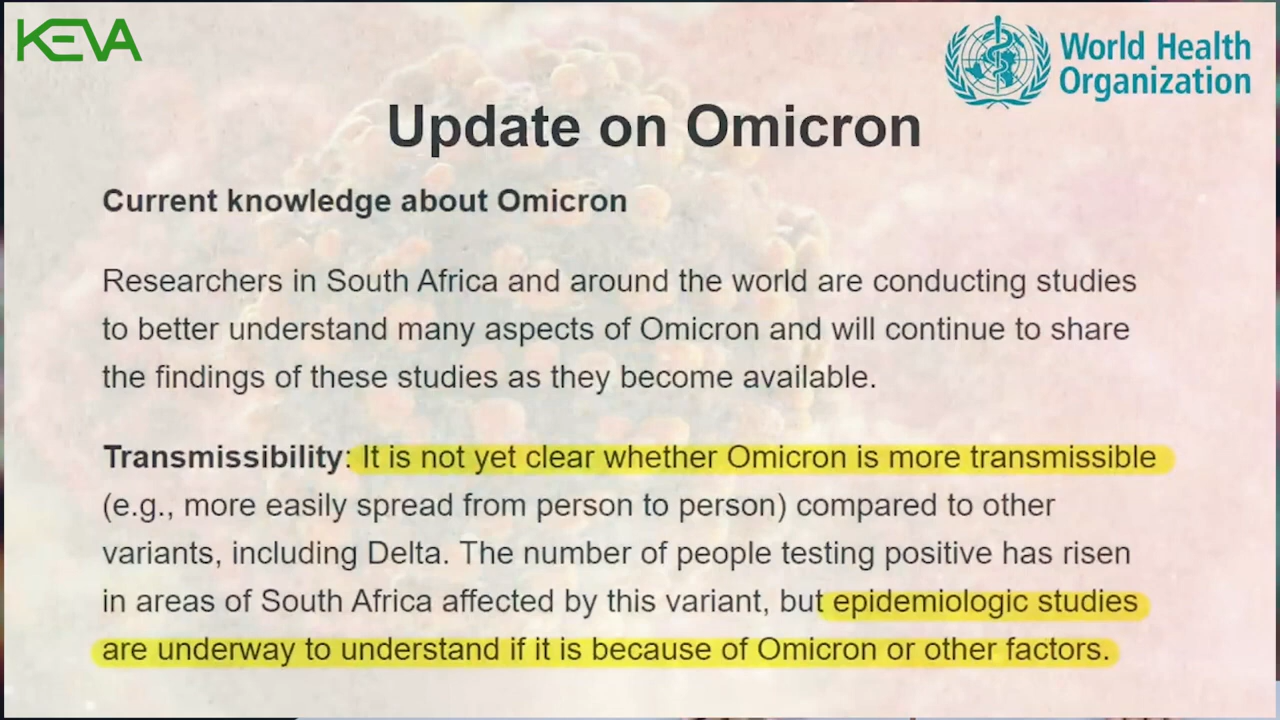 KEVA
World Health
Organization
Update on Omicron
Current knowledge about Omicron
Researchers in South Africa and around the world are conducting studies
to better understand many aspects of Omicron and will continue to share
the findings of these studies as they become available.
Transmissibility: It is not yet clear whether Omicron is more transmissible
(e.g., more easily spread from person to person) compared to other
variants, including Delta. The number of people testing positive has risen
in areas of South Africa affected by this variant, but epidemiologic studies
are underway to understand if it is because of Omicron or other factors.